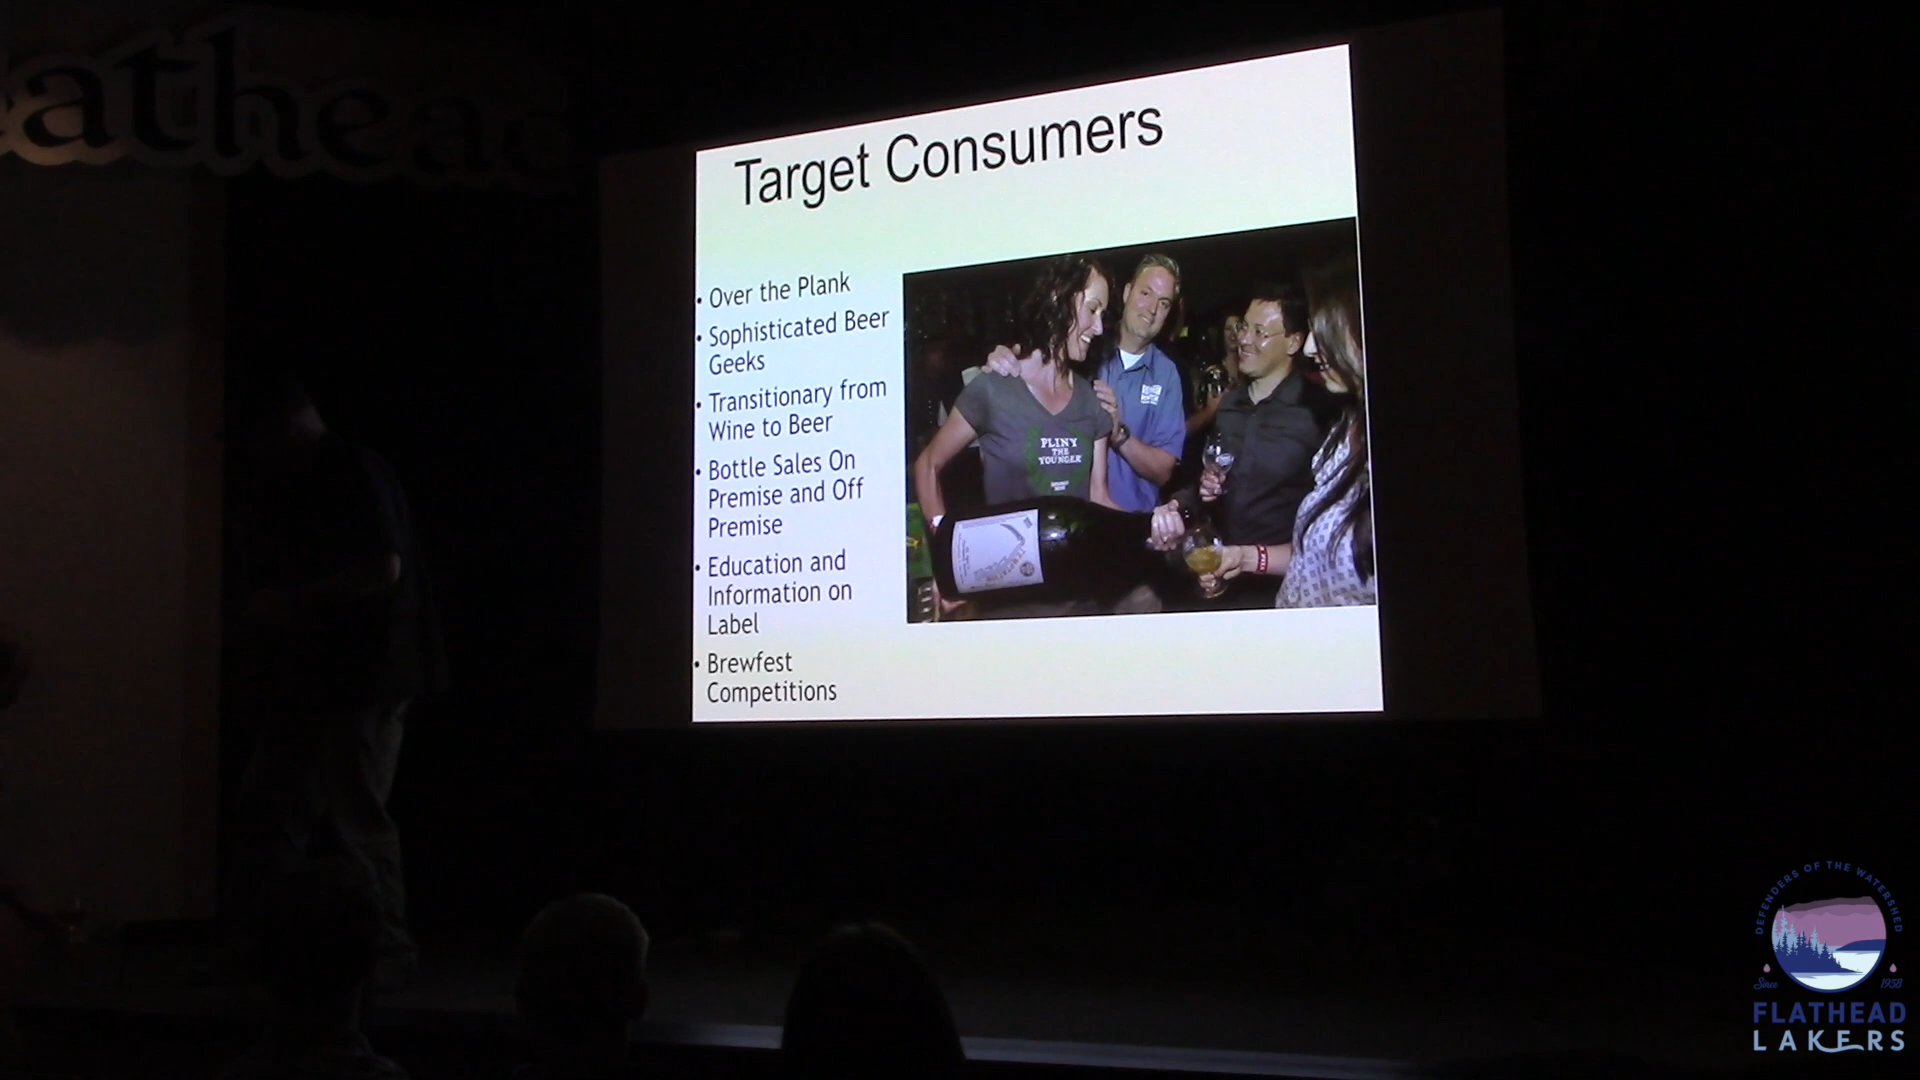 athead
Target Consumers
• Over the Plank
• Sophisticated Beer
Geeks
• Transitionary from
Wine to Beer
• Bottle Sales On
Premise and Off
Premise
• Education and
Information on
Label
• Brewfest
Competitions
PLINY
THE
YOUNGER
DEFENDERS OF THE WATERSHED
Since 1958
FLATHEAD
LAKERS